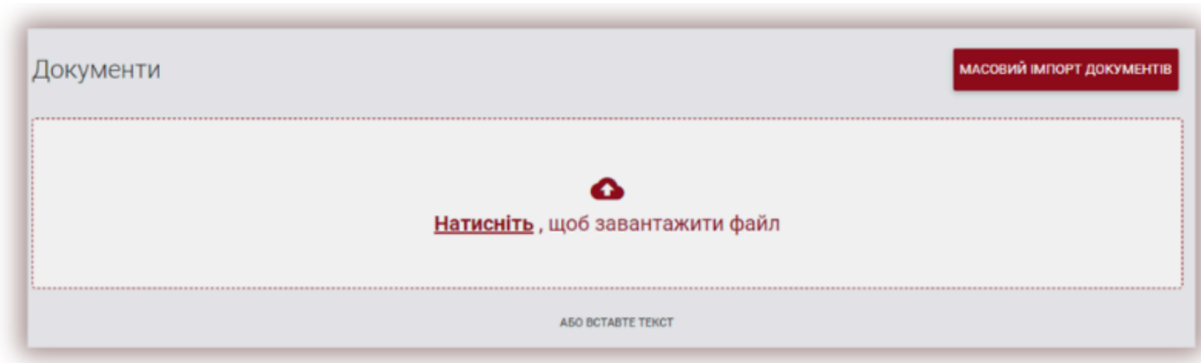 Документи
МАСОВИЙ ІМПОРТ ДОКУМЕНТІВ
Натисніть , щоб завантажити файл
АБО ВСТАВТЕ ТЕКСТ